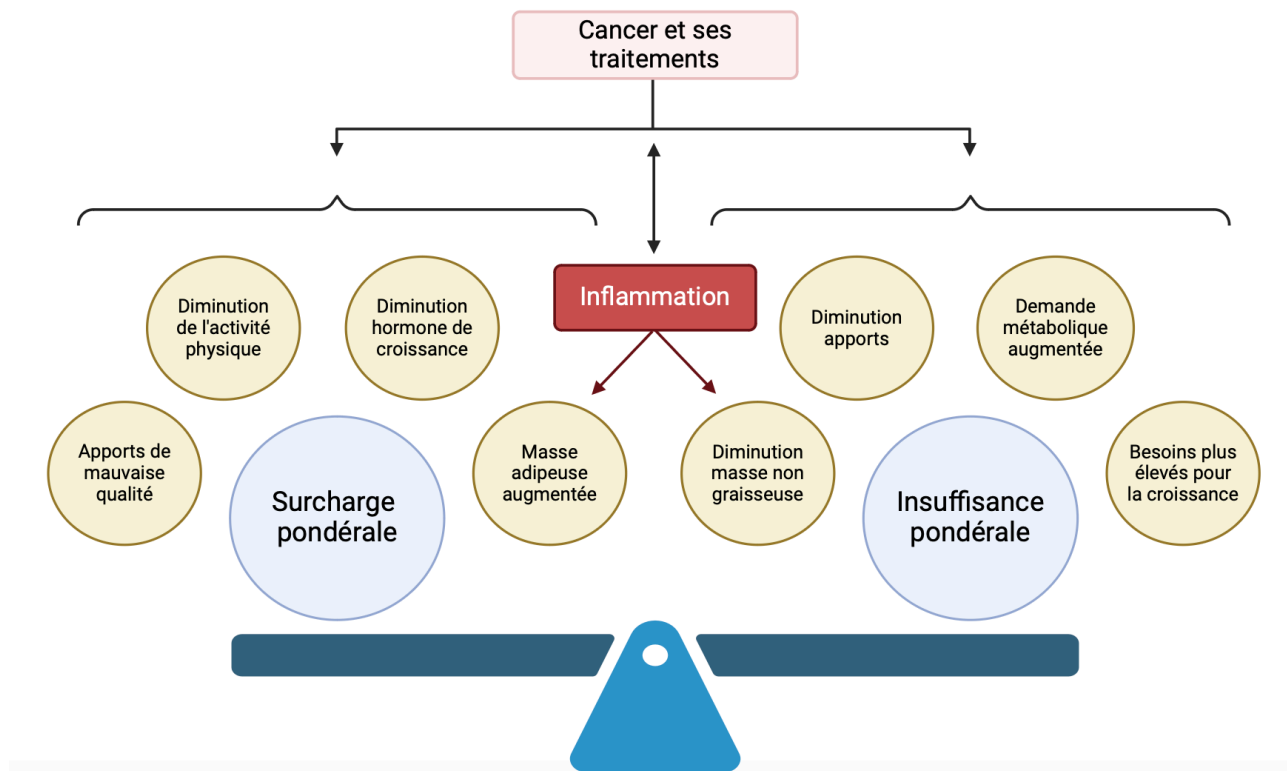 Cancer et ses
traitements
Inflammation
Diminution
de l'activité
physique
Diminution
hormone de
croissance
Diminution
apports
Demande
métabolique
augmentée
Apports de
mauvaise
qualité
Surcharge
pondérale
Masse
adipeuse
augmentée
Diminution
masse non
graisseuse
Insuffisance
pondérale
Besoins plus
élevés pour
la croissance